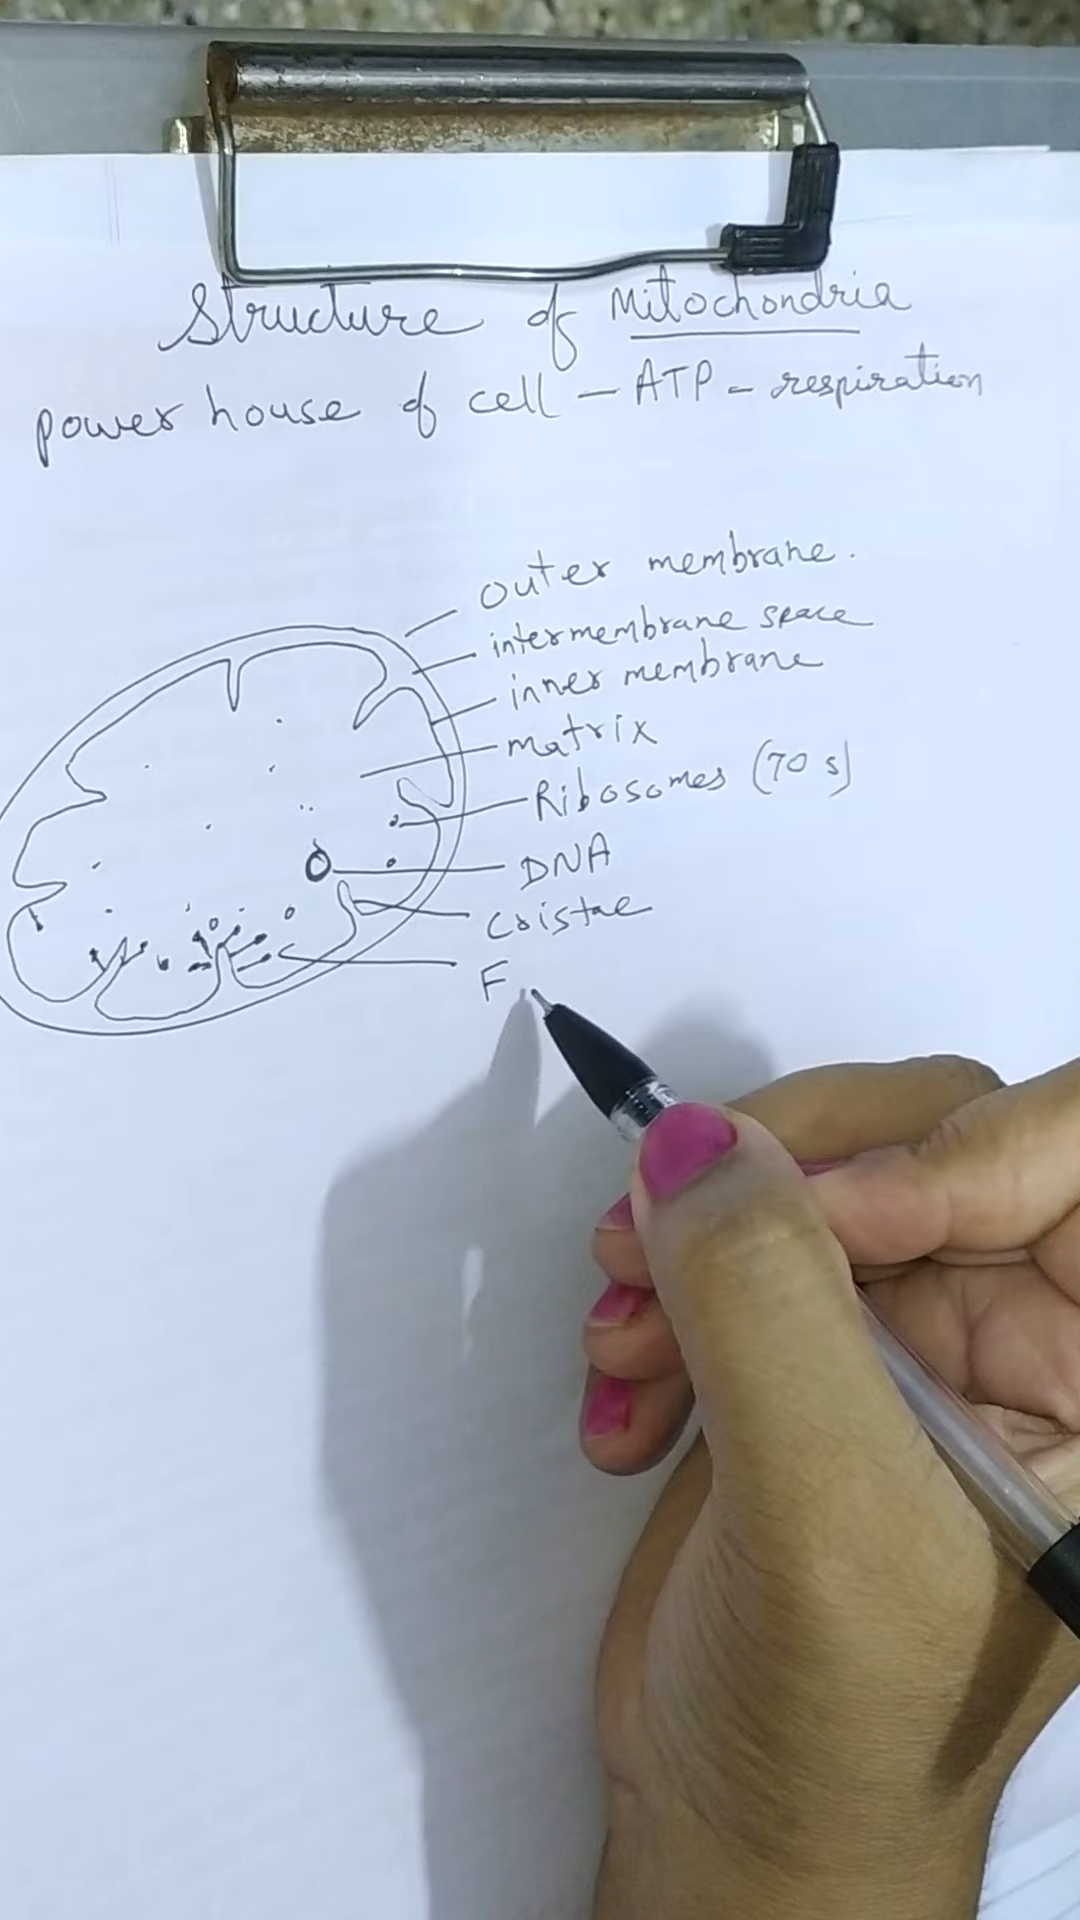 Structure of Mitochondria
power house of cell - ATP - respiration
outer membrane.
intermembrane space
inner membrane
matrix
Ribosomes (70 s)
DNA
Cristae
F